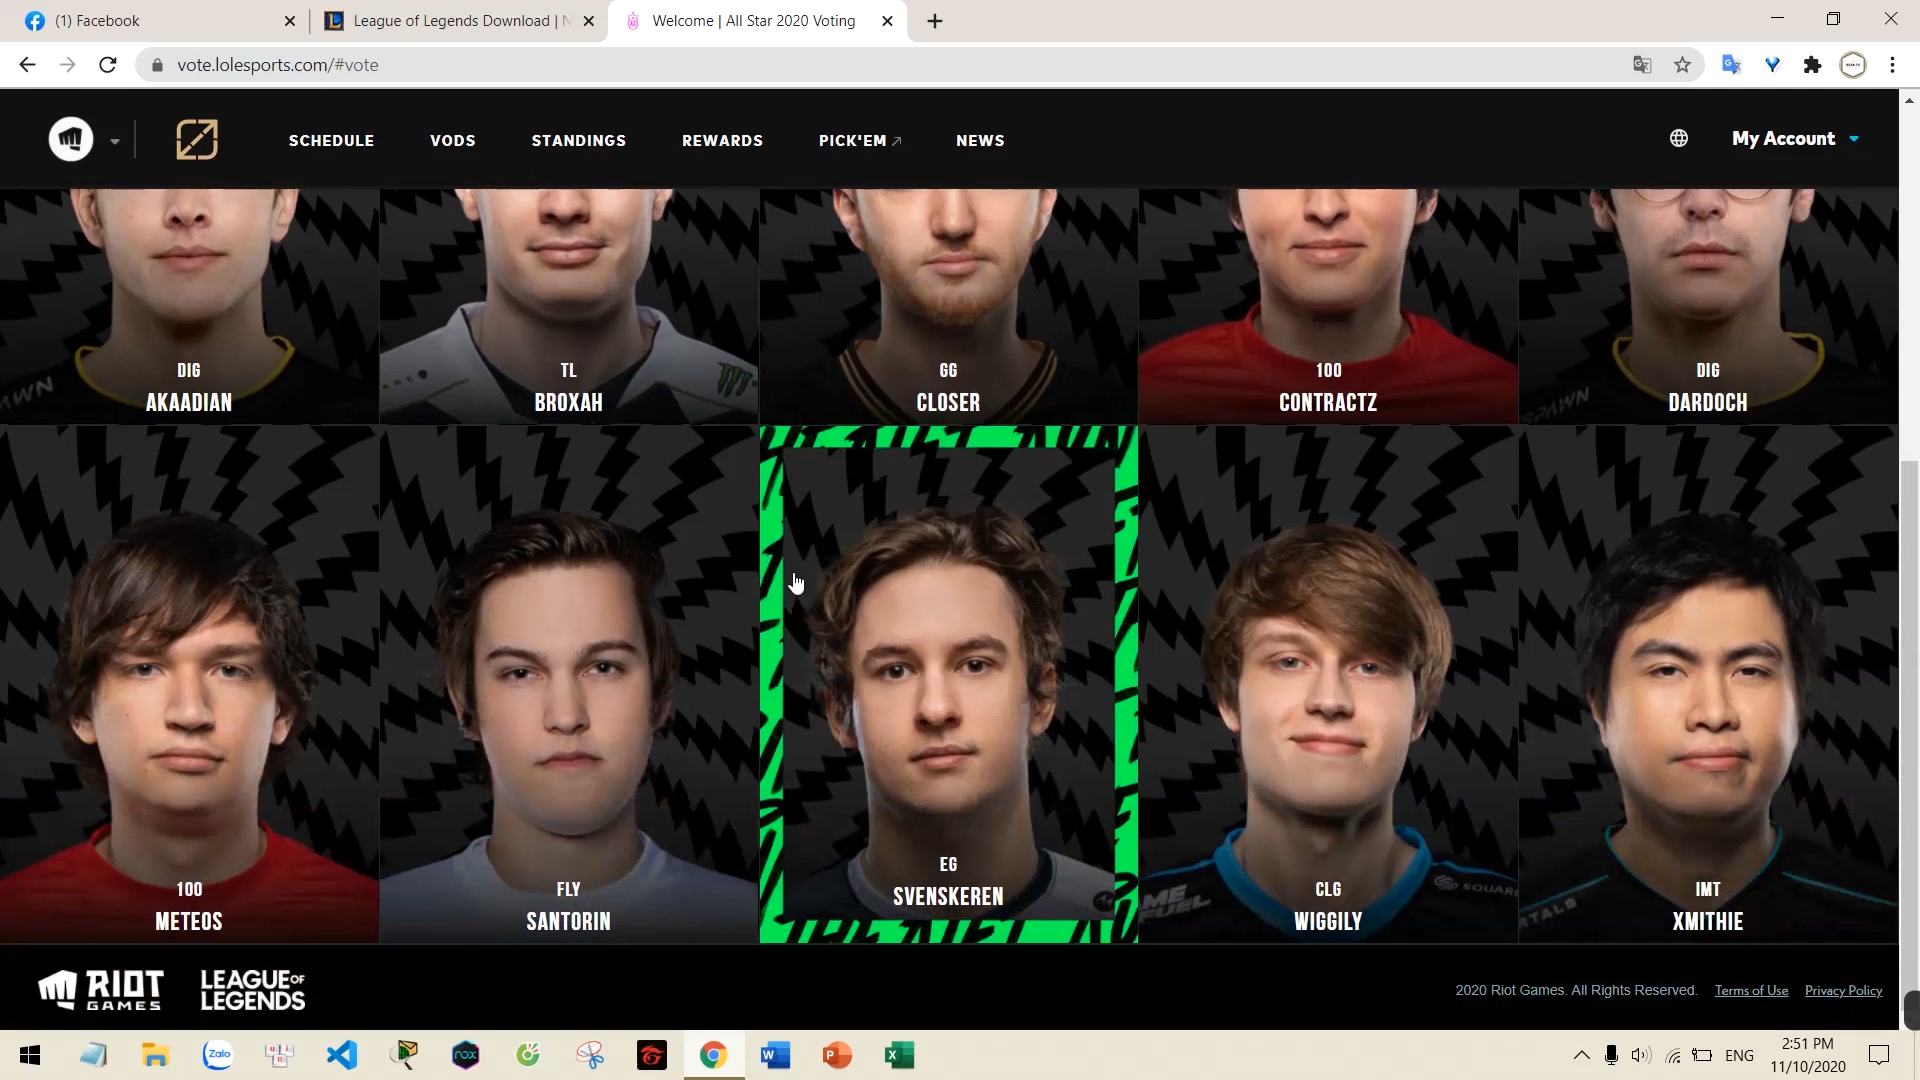 (1) Facebook
League of Legends Download |
Welcome | All Star 2020 Voting
vote.lolesports.com/#vote
SCHEDULE
VODS
STANDINGS
REWARDS
PICK'EM
NEWS
My Account
DIG
AKAADIAN
TL
BROXAH
GG
CLOSER
100
CONTRACTZ
DIG
DARDOCH
100
METEOS
FLY
SANTORIN
EG
SVENSKEREN
CLG
WIGGILY
IMT
XMITHIE
RIOT
GAMES
LEAGUE OF
LEGENDS
2020 Riot Games. All Rights Reserved.
Terms of Use
Privacy Policy
Zalo
nox
ENG
2:51 PM
11/10/2020